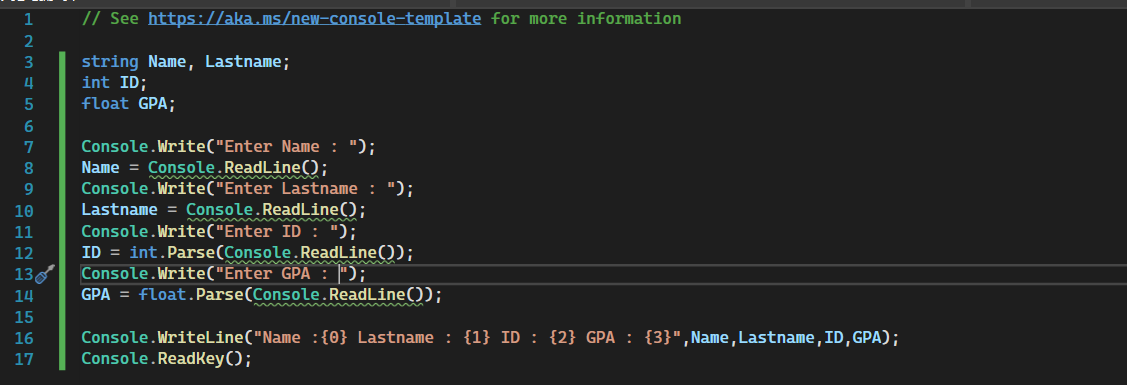 1 // See https://aka.ms/new-console-template for more information
2
3 string Name, Lastname;
4 int ID;
5 float GPA;
6
7 Console.Write("Enter Name : ");
8 Name = Console.ReadLine();
9 Console.Write("Enter Lastname : ");
10 Lastname = Console.ReadLine();
11 Console.Write("Enter ID : ");
12 ID = int.Parse(Console.ReadLine());
13 Console.Write("Enter GPA : ");
14 GPA = float.Parse(Console.ReadLine());
15
16 Console.WriteLine("Name :{0} Lastname : {1} ID : {2} GPA : {3}",Name,Lastname,ID,GPA);
17 Console.ReadKey();